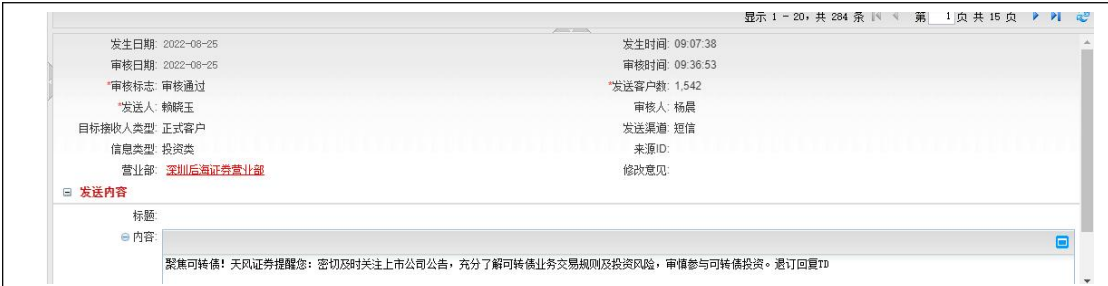 显示 1 - 20，共 284 条 第 1 页 共 15 页
发生日期: 2022-08-25 发生时间: 09:07:38
审核日期: 2022-08-25 审核时间: 09:36:53
*审核标志: 审核通过 *发送客户数: 1,542
*发送人: 赖晓玉 审核人: 杨晨
目标接收人类型: 正式客户 发送渠道: 短信
信息类型: 投资类 来源ID:
营业部: 深圳后海证券营业部 修改意见:
发送内容
标题:
内容:
聚焦可转债！天风证券提醒您：密切及时关注上市公司公告，充分了解可转债业务交易规则及投资风险，审慎参与可转债投资。退订回复TD